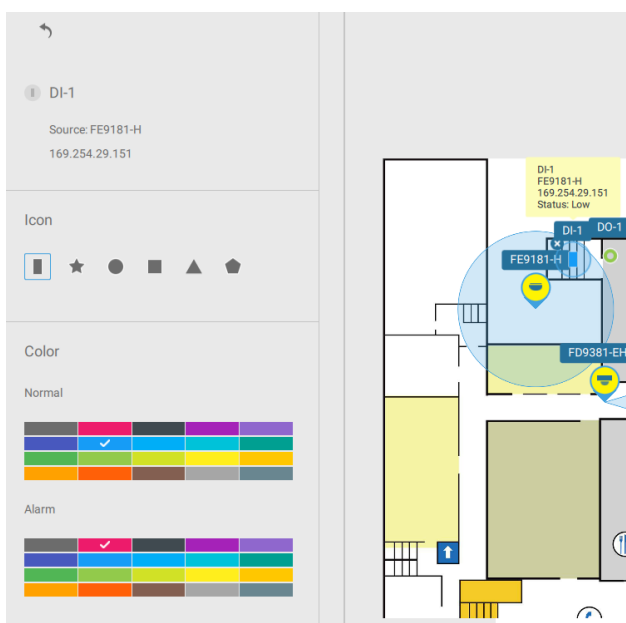 DI-1
Source: FE9181-H
169.254.29.151
Icon
Color
Normal
Alarm
DI-1
FE9181-H
169.254.29.151
Status: Low
DI-1
DO-1
FE9181-H
FD9381-EH